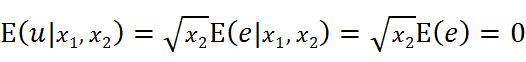 E(u|x₁, x₂) = √x₂E(e|x₁, x₂) = √x₂E(e) = 0